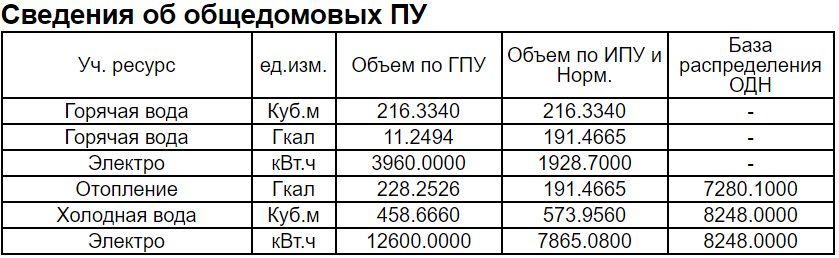 Сведения об общедомовых ПУ
Уч. ресурс ед.изм. Объем по ГПУ Объем по ИПУ и Норм. База распределения ОДН
Горячая вода Куб.м 216.3340 216.3340 -
Горячая вода Гкал 11.2494 191.4665 -
Электро кВт.ч 3960.0000 1928.7000 -
Отопление Гкал 228.2526 191.4665 7280.1000
Холодная вода Куб.м 458.6660 573.9560 8248.0000
Электро кВт.ч 12600.0000 7865.0800 8248.0000